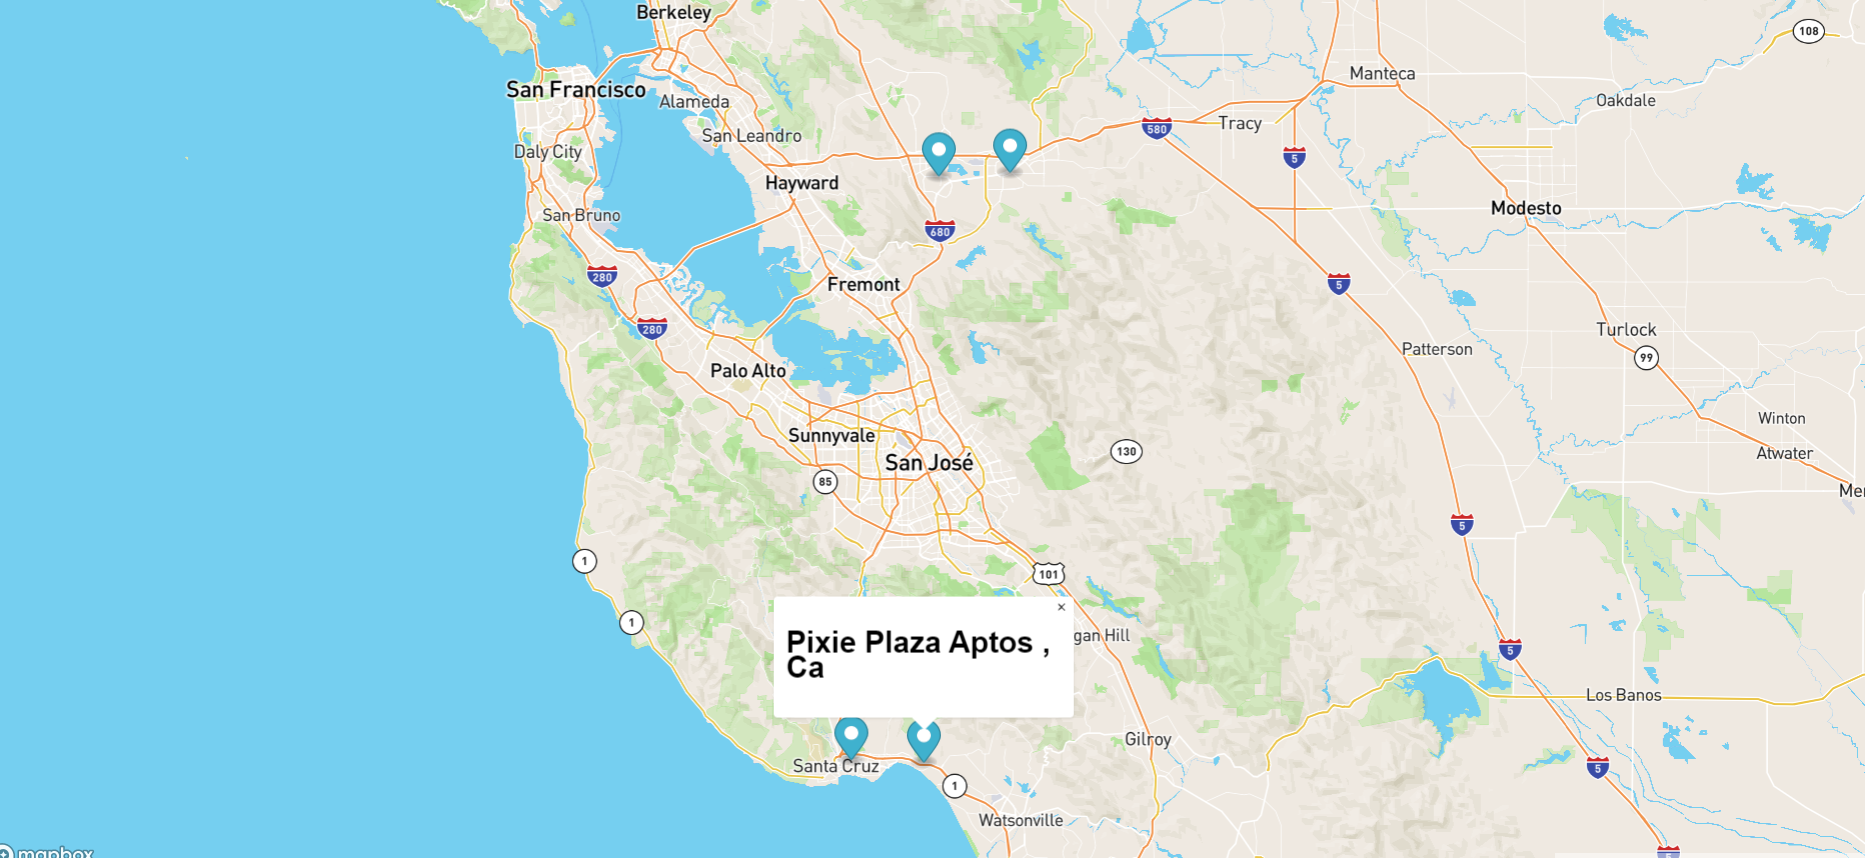 Berkeley
108
Manteca
San Francisco
Alameda
Oakdale
San Leandro
580
Tracy
5
Daly City
Hayward
San Bruno
680
Modesto
280
Fremont
5
280
Turlock
Patterson
99
Palo Alto
Winton
Sunnyvale
130
Atwater
San José
85
Mer
5
1
101
×
1
Pixie Plaza Aptos ,
Ca
gan Hill
5
Los Banos
Gilroy
Santa Cruz
5
1
Watsonville
5
mapbox